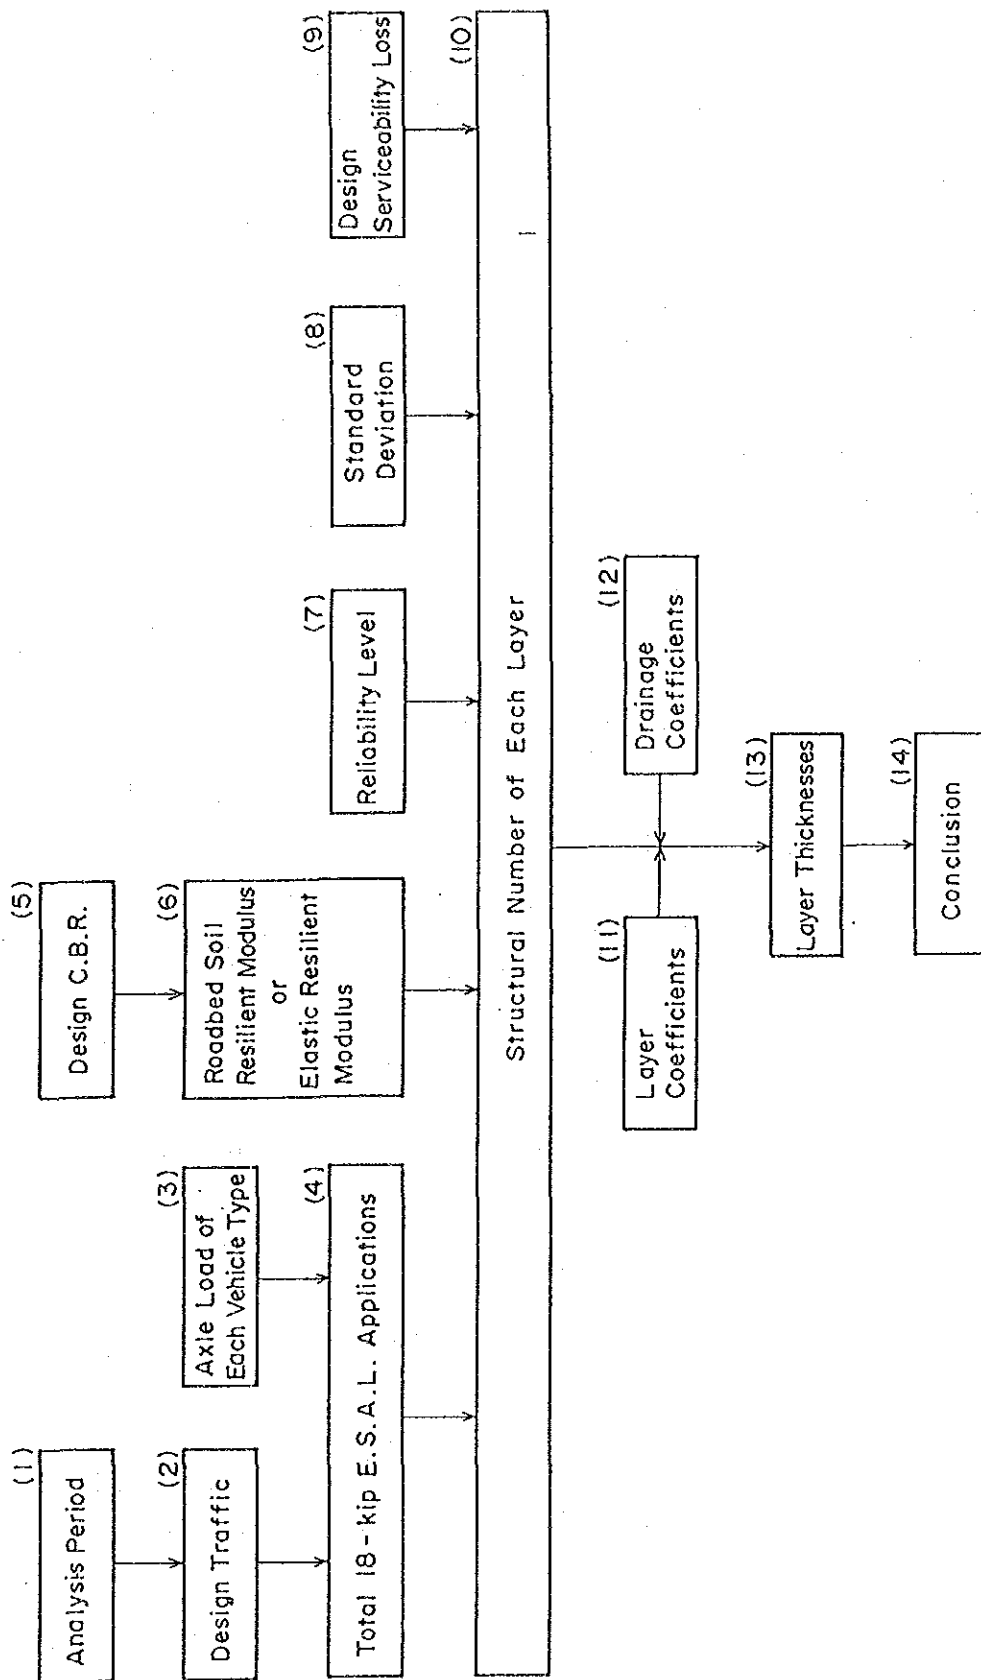 (1)
Analysis Period
(2)
Design Traffic
(3)
Axle Load of
Each Vehicle Type
(4)
Total 18-kip E.S.A.L. Applications
(5)
Design C.B.R.
(6)
Roadbed Soil
Resilient Modulus
or
Elastic Resilient
Modulus
(7)
Reliability Level
(8)
Standard
Deviation
(9)
Design
Serviceability Loss
(10)
Structural Number of Each Layer
(11)
Layer
Coefficients
(12)
Drainage
Coefficients
(13)
Layer Thicknesses
(14)
Conclusion